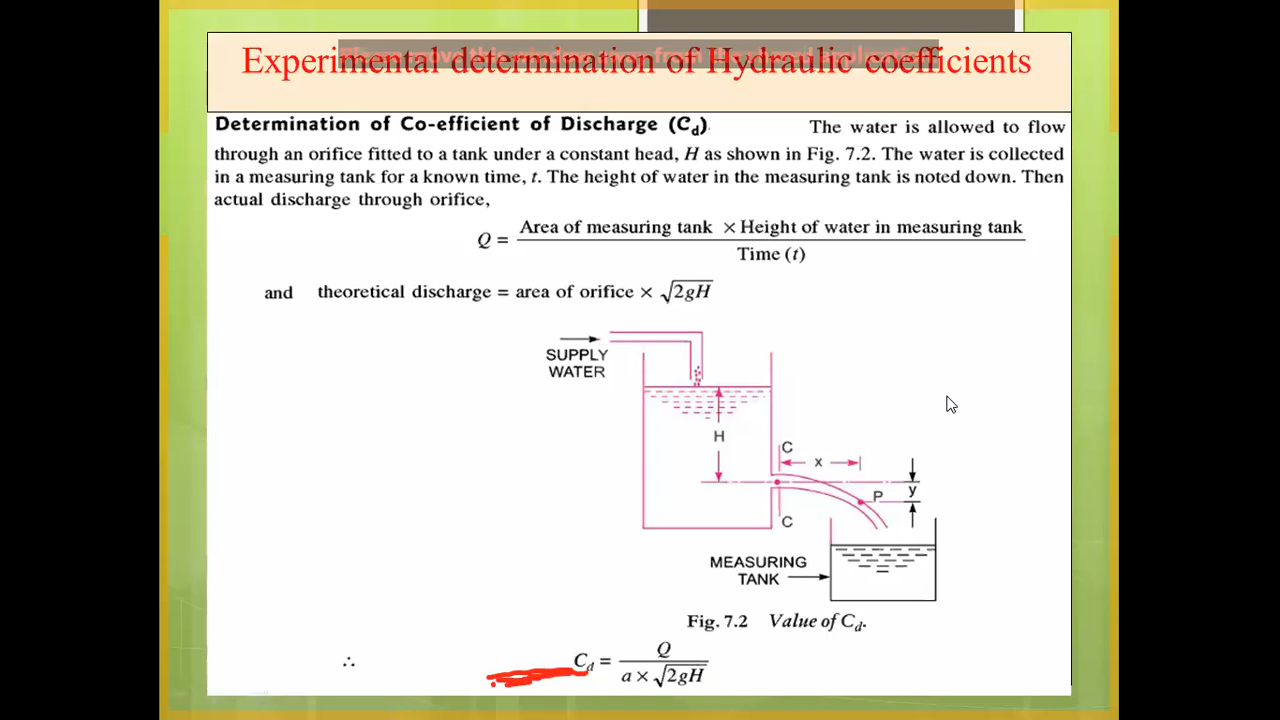 Experimental determination of Hydraulic coefficients
Determination of Co-efficient of Discharge (C_d). The water is allowed to flow
through an orifice fitted to a tank under a constant head, H as shown in Fig. 7.2. The water is collected
in a measuring tank for a known time, t. The height of water in the measuring tank is noted down. Then
actual discharge through orifice,
Q = Area of measuring tank × Height of water in measuring tank / Time (t)
and theoretical discharge = area of orifice × √2gH
SUPPLY
WATER
H
C
x
y
P
C
MEASURING
TANK
Fig. 7.2 Value of C_d.
∴ C_d = Q / a × √2gH